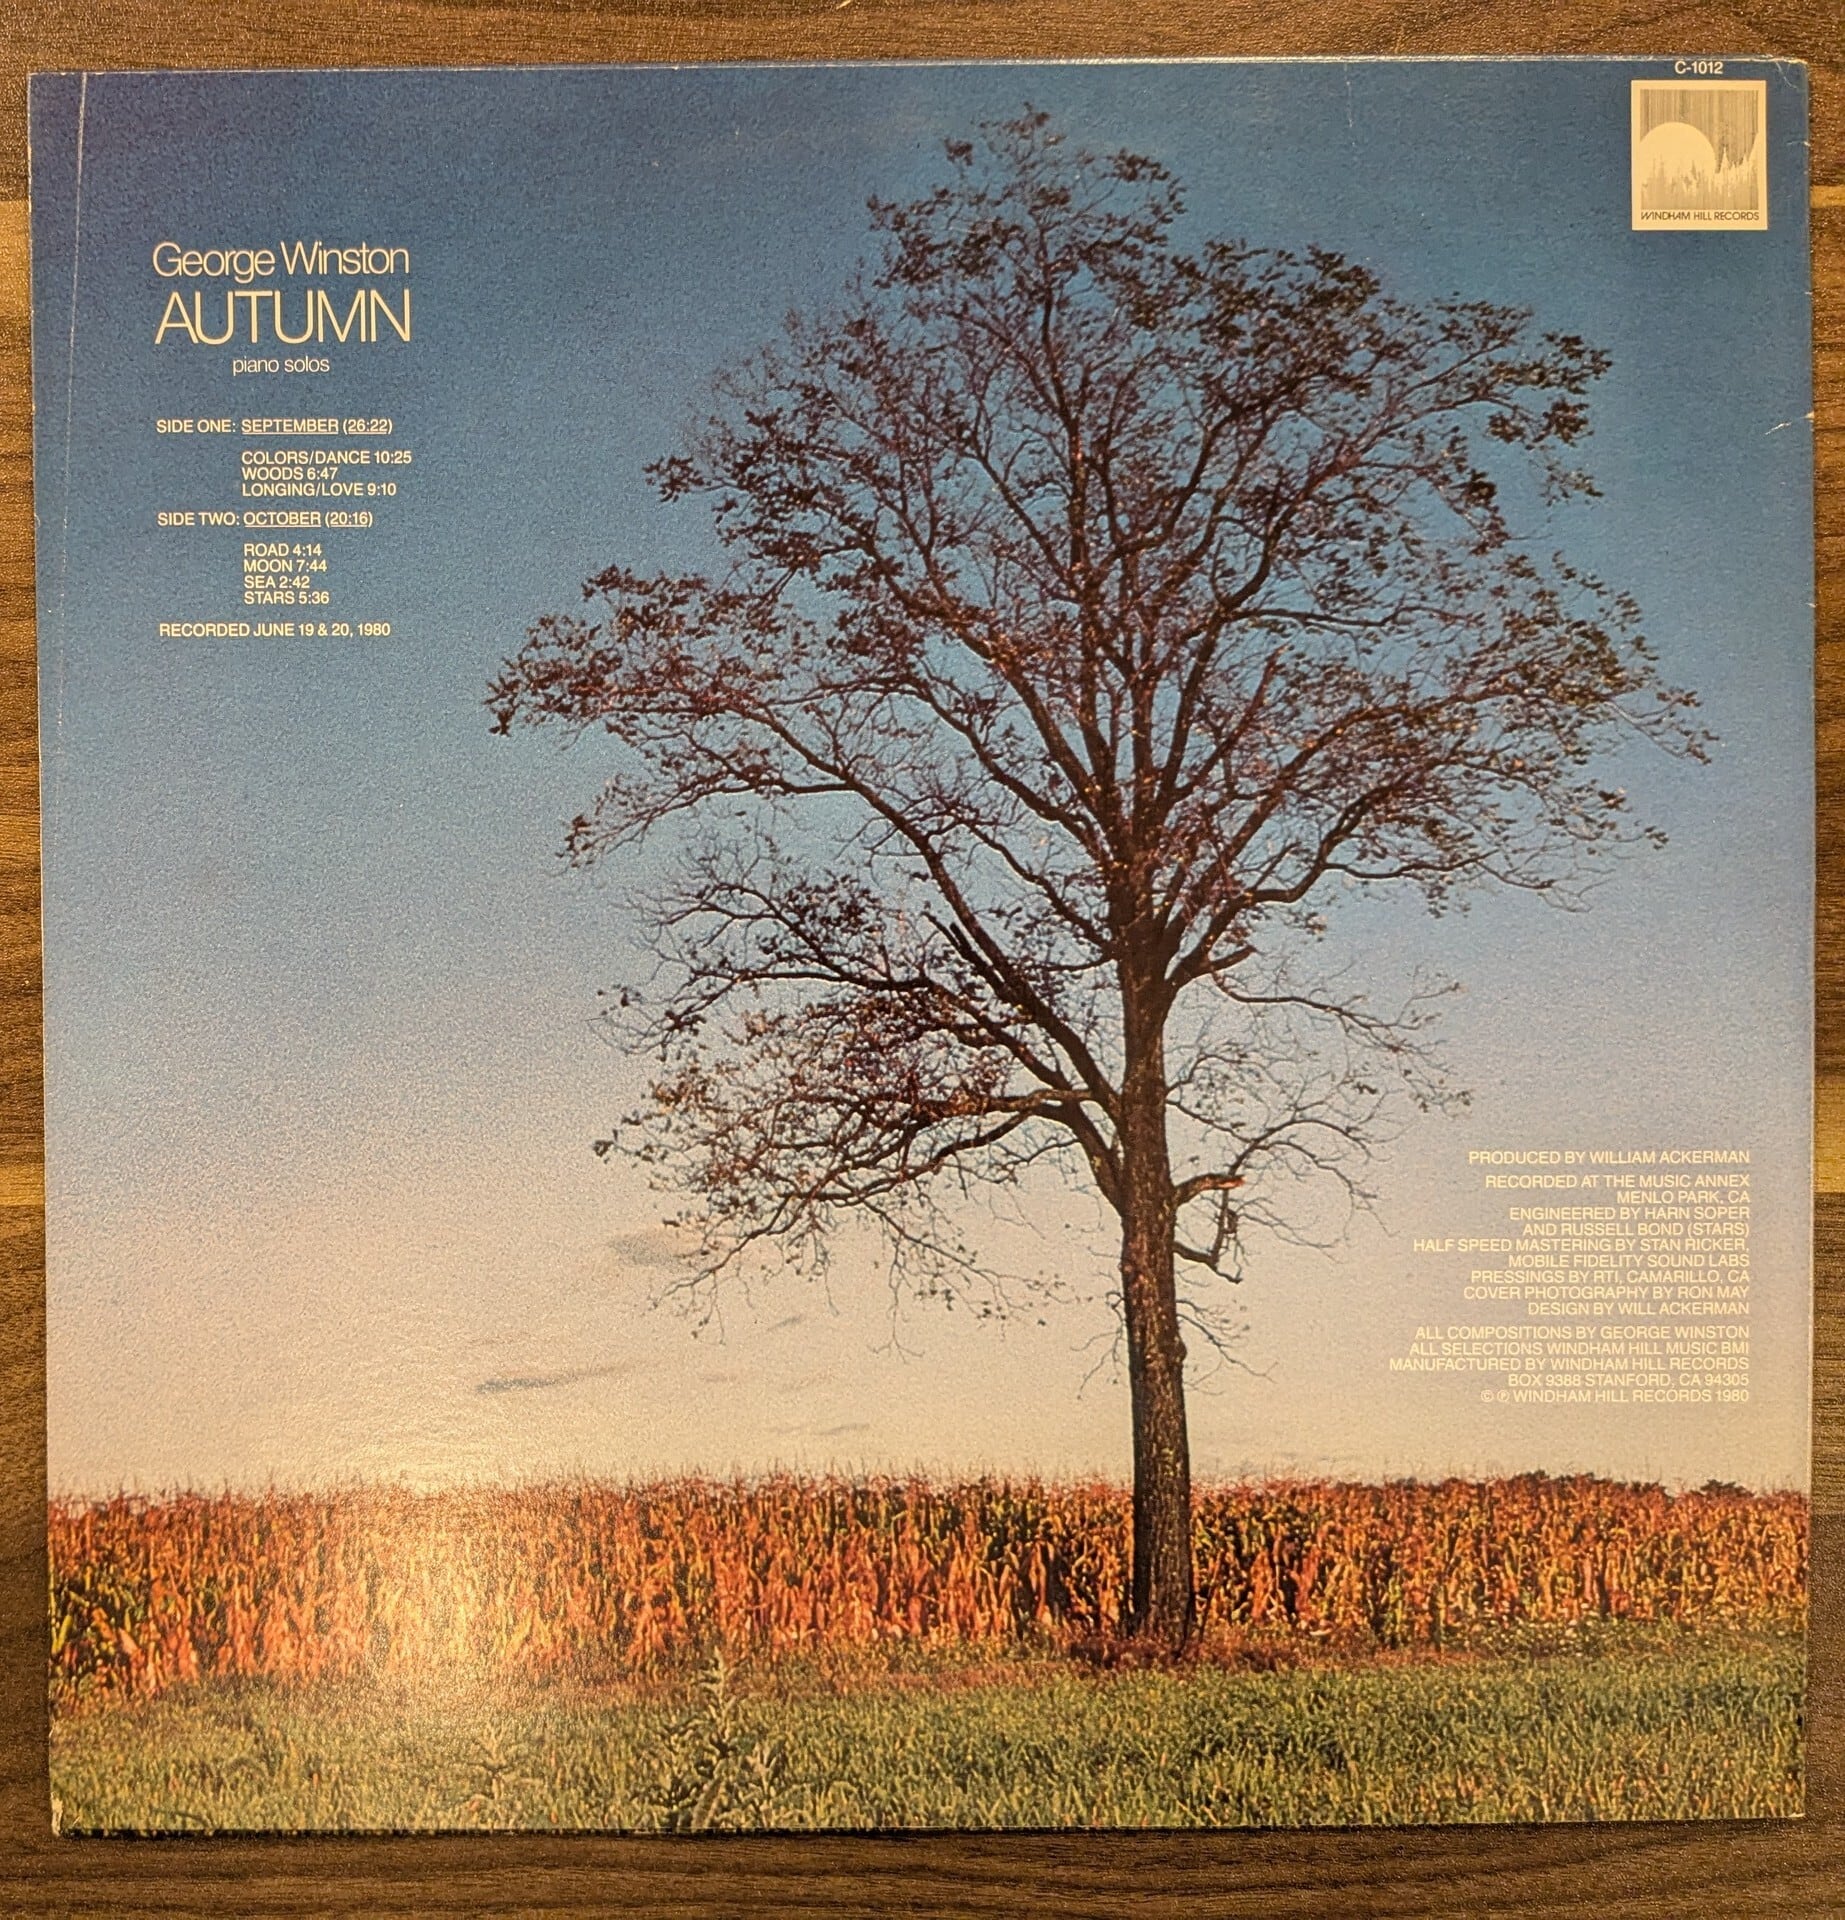 C-1012
WINDHAM HILL RECORDS
George Winston
AUTUMN
piano solos
SIDE ONE: SEPTEMBER (26:22)
COLORS/DANCE 10:25
WOODS 6:47
LONGING/LOVE 9:10
SIDE TWO: OCTOBER (20:16)
ROAD 4:14
MOON 7:44
SEA 2:42
STARS 5:36
RECORDED JUNE 19 & 20, 1980
PRODUCED BY WILLIAM ACKERMAN
RECORDED AT THE MUSIC ANNEX
MENLO PARK, CA
ENGINEERED BY HARN SOPER
AND RUSSELL BOND (STARS)
HALF SPEED MASTERING BY STAN RICKER,
MOBILE FIDELITY SOUND LABS
PRESSINGS BY RTI, CAMARILLO, CA
COVER PHOTOGRAPHY BY RON MAY
DESIGN BY WILL ACKERMAN
ALL COMPOSITIONS BY GEORGE WINSTON
ALL SELECTIONS WINDHAM HILL MUSIC BMI
MANUFACTURED BY WINDHAM HILL RECORDS
BOX 9388 STANFORD, CA 94305
© ℗ WINDHAM HILL RECORDS 1980